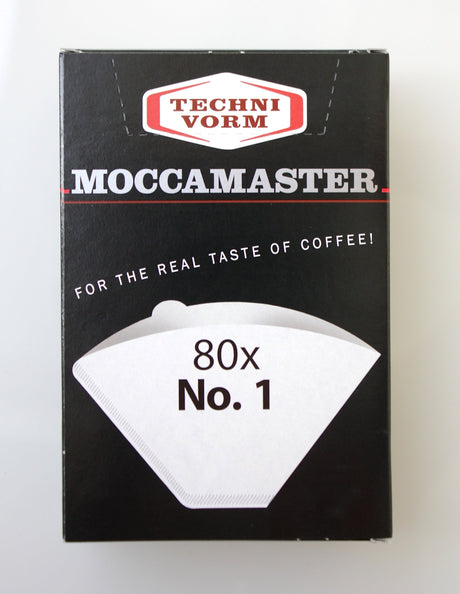 TECHNI
VORM
MOCCAMASTER
FOR THE REAL TASTE OF COFFEE!
80x
No. 1